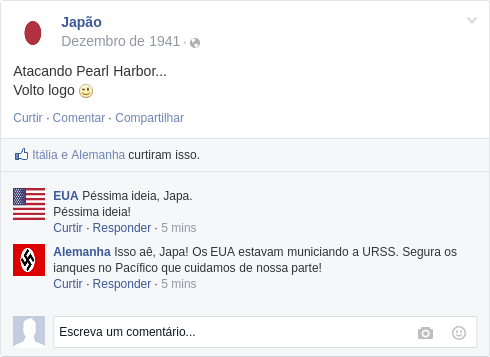 Japão
Dezembro de 1941 ·
Atacando Pearl Harbor...
Volto logo 😉
Curtir · Comentar · Compartilhar
Itália e Alemanha curtiram isso.
EUA Péssima ideia, Japa.
Péssima ideia!
Curtir · Responder · 5 mins
Alemanha Isso aê, Japa! Os EUA estavam municiando a URSS. Segura os
ianques no Pacífico que cuidamos de nossa parte!
Curtir · Responder · 5 mins
Escreva um comentário...